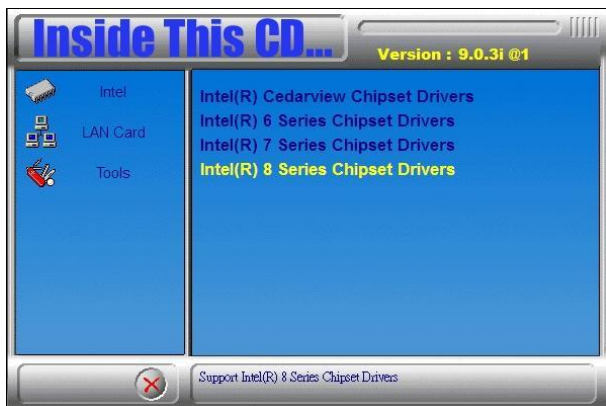 Inside This CD...
Version : 9.0.3i @1
Intel
LAN Card
Tools
Intel(R) Cedarview Chipset Drivers
Intel(R) 6 Series Chipset Drivers
Intel(R) 7 Series Chipset Drivers
Intel(R) 8 Series Chipset Drivers
Support Intel(R) 8 Series Chipset Drivers